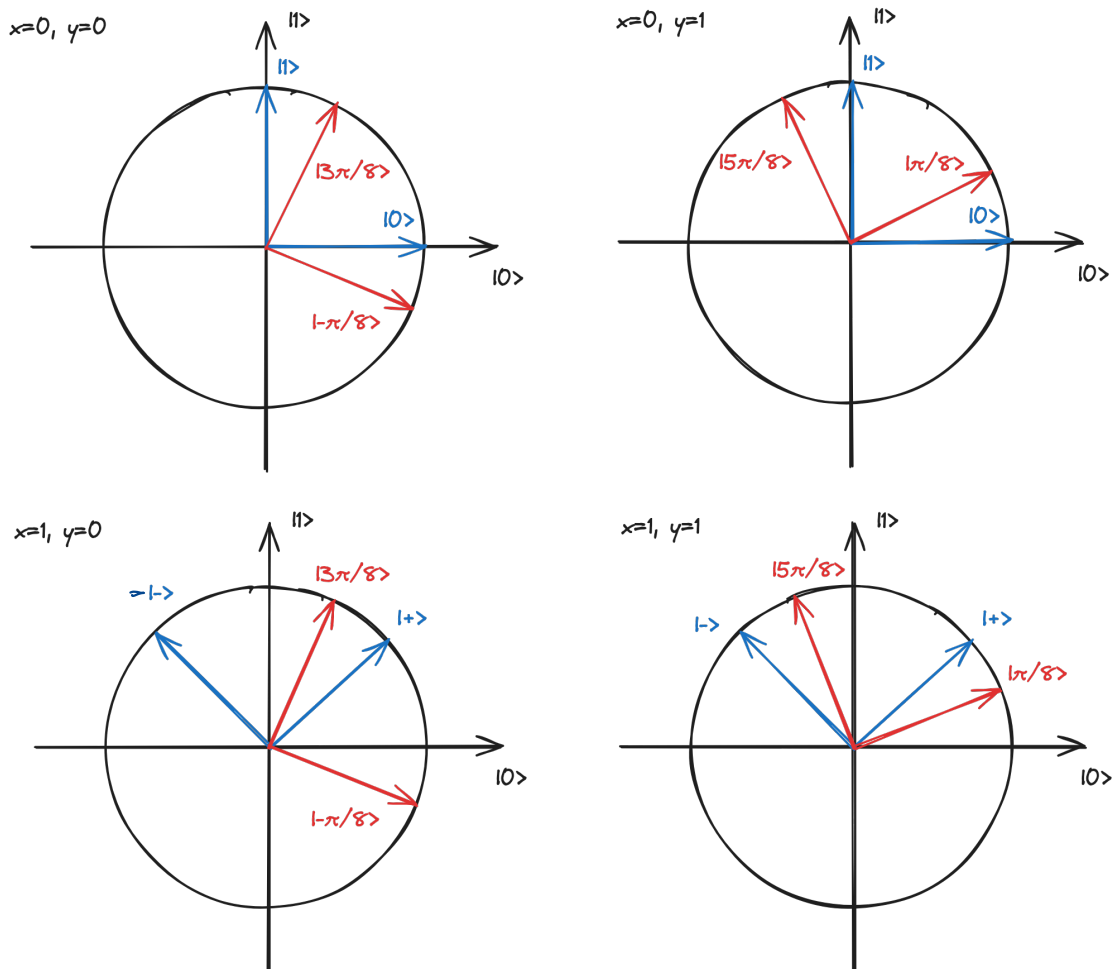 x=0, y=0
|1>
|1>
|3π/8>
|0>
|0>
|-π/8>
x=0, y=1
|1>
|1>
|5π/8>
|π/8>
|0>
|0>
x=1, y=0
|1>
-|->
|3π/8>
|+>
|0>
|-π/8>
x=1, y=1
|1>
|5π/8>
|->
|+>
|π/8>
|0>